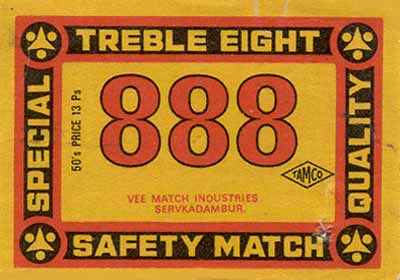 TREBLE EIGHT
SPECIAL
50's PRICE 13 Ps
888
QUALITY
TAMCO
VEE MATCH INDUSTRIES
SERVKADAMBUR.
SAFETY MATCH